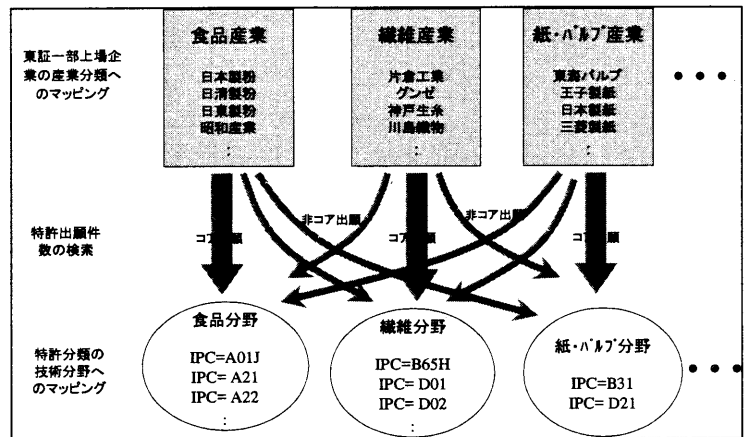 東証一部上場企
業の産業分類へ
のマッピング
食品産業
日本製粉
日清製粉
日東製粉
昭和産業
:
繊維産業
片倉工業
グンゼ
神戸生糸
川島織物
:
紙・パルプ産業
東海パルプ
王子製紙
日本製紙
三菱製紙
:
• • •
特許出願件
数の検索
コア出願
非コア出願
コア出願
非コア出願
コア出願
特許分類の
技術分野へ
のマッピング
食品分野
IPC=A01J
IPC= A21
IPC= A22
:
繊維分野
IPC=B65H
IPC= D01
IPC= D02
:
紙・パルプ分野
IPC=B31
IPC= D21
• • •